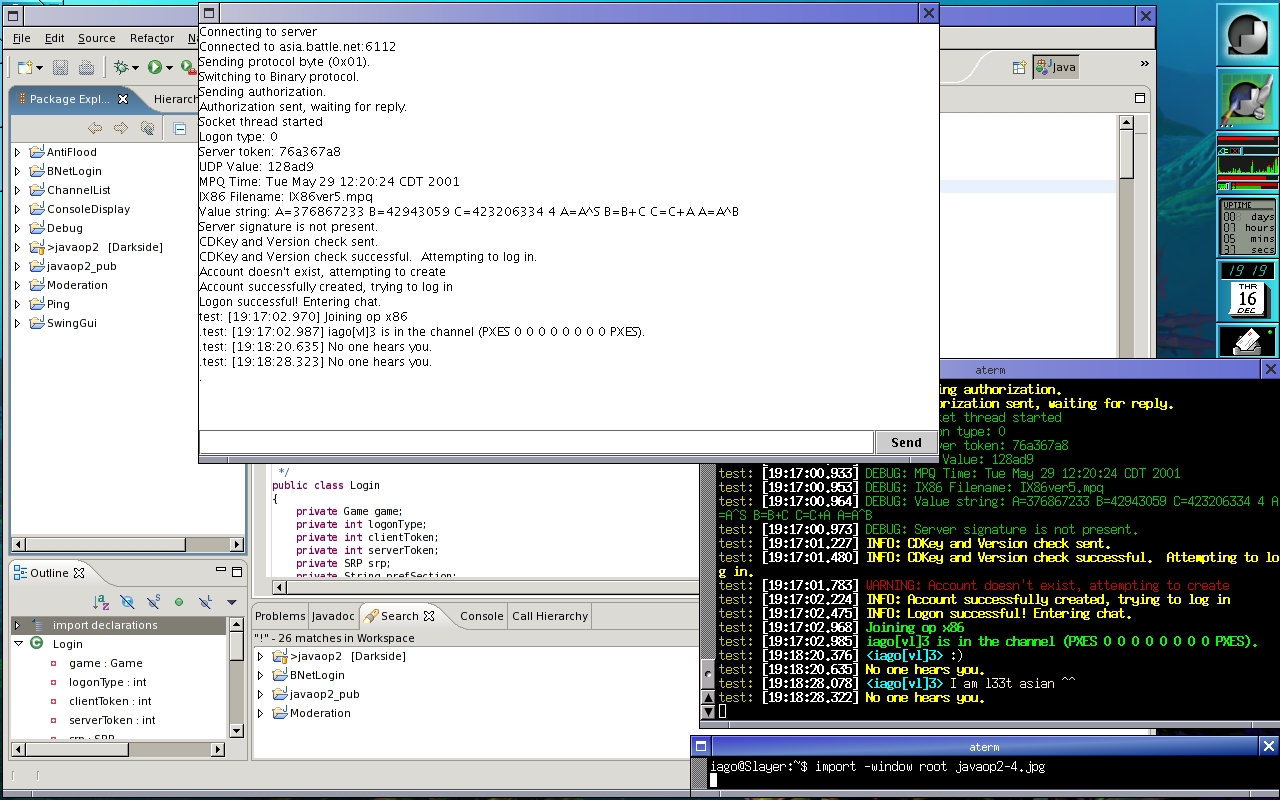 Connecting to server
Connected to asia.battle.net:6112
Sending protocol byte (0x01).
Switching to Binary protocol.
Sending authorization.
Authorization sent, waiting for reply.
Socket thread started
Logon type: 0
Server token: 76a367a8
UDP Value: 128ad9
MPQ Time: Tue May 29 12:20:24 CDT 2001
IX86 Filename: IX86ver5.mpq
Value string: A=376867233 B=42943059 C=423206334 4 A=A^S B=B+C C=C+A A=A^B
Server signature is not present.
CDKey and Version check sent.
CDKey and Version check successful.  Attempting to log in.
Account doesn't exist, attempting to create
Account successfully created, trying to log in
Logon successful! Entering chat.
test: [19:17:02.970] Joining op x86
.test: [19:17:02.987] iago[vl]3 is in the channel (PXES 0 0 0 0 0 0 0 0 PXES).
.test: [19:18:20.635] No one hears you.
.test: [19:18:28.323] No one hears you.
.
Send
File Edit Source Refactor N
Java
»
Package Expl... Hierarch
AntiFlood
BNetLogin
ChannelList
ConsoleDisplay
Debug
>javaop2 [Darkside]
javaop2_pub
Moderation
Ping
SwingGui
Outline
import declarations
Login
game : Game
logonType : int
clientToken : int
serverToken : int
srp : SRP
*/
public class Login
{
private Game game;
private int logonType;
private int clientToken;
private int serverToken;
private SRP srp;
private String prefSection;
Problems Javadoc Search Console Call Hierarchy
"!" - 26 matches in Workspace
>javaop2 [Darkside]
BNetLogin
javaop2_pub
Moderation
UPTIME
00 days
07 hours
05 mins
37 secs
19 19
THR
16
DEC
aterm
ng authorization.
rization sent, waiting for reply.
et thread started
n type: 0
er token: 76a367a8
Value: 128ad9
test: [19:17:00.933] DEBUG: MPQ Time: Tue May 29 12:20:24 CDT 2001
test: [19:17:00.953] DEBUG: IX86 Filename: IX86ver5.mpq
test: [19:17:00.964] DEBUG: Value string: A=376867233 B=42943059 C=423206334 4 A
=A^S B=B+C C=C+A A=A^B
test: [19:17:00.973] DEBUG: Server signature is not present.
test: [19:17:01.227] INFO: CDKey and Version check sent.
test: [19:17:01.480] INFO: CDKey and Version check successful.  Attempting to lo
g in.
test: [19:17:01.783] WARNING: Account doesn't exist, attempting to create
test: [19:17:02.224] INFO: Account successfully created, trying to log in
test: [19:17:02.475] INFO: Logon successful! Entering chat.
test: [19:17:02.968] Joining op x86
test: [19:17:02.985] iago[vl]3 is in the channel (PXES 0 0 0 0 0 0 0 0 PXES).
test: [19:18:20.376] <iago[vl]3> :)
test: [19:18:20.635] No one hears you.
test: [19:18:28.078] <iago[vl]3> I am l33t asian ^^
test: [19:18:28.322] No one hears you.
aterm
iago@Slayer:~$ import -window root javaop2-4.jpg